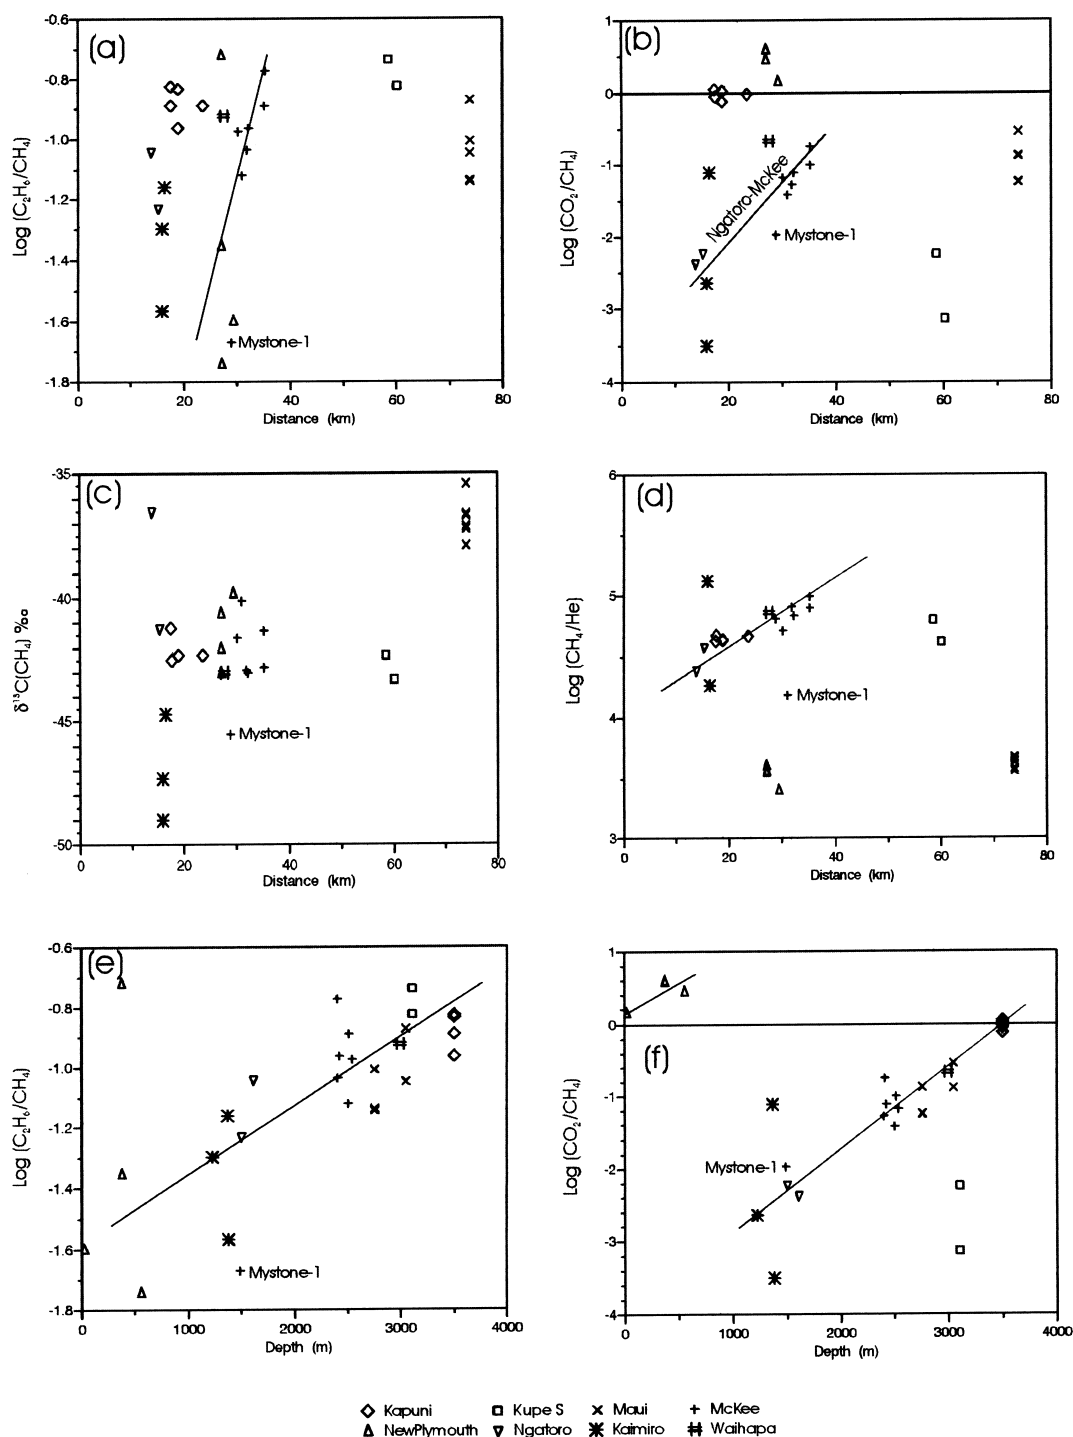 (a)
-0.6
-0.8
-1.0
-1.2
-1.4
-1.6
-1.8
Log (C₂H₆/CH₄)
Mystone-1
0 20 40 60 80
Distance (km)
(b)
1
0
-1
-2
-3
-4
Log (CO₂/CH₄)
Ngatoro-McKee
Mystone-1
0 20 40 60 80
Distance (km)
(c)
-35
-40
-45
-50
δ¹³C(CH₄) ‰
Mystone-1
0 20 40 60 80
Distance (km)
(d)
6
5
4
3
Log (CH₄/He)
Mystone-1
0 20 40 60 80
Distance (km)
(e)
-0.6
-0.8
-1.0
-1.2
-1.4
-1.6
-1.8
Log (C₂H₆/CH₄)
Mystone-1
0 1000 2000 3000 4000
Depth (m)
(f)
1
0
-1
-2
-3
-4
Log (CO₂/CH₄)
Mystone-1
0 1000 2000 3000 4000
Depth (m)
Kapuni Kupe S Maui McKee
NewPlymouth Ngatoro Kaimiro Waihapa